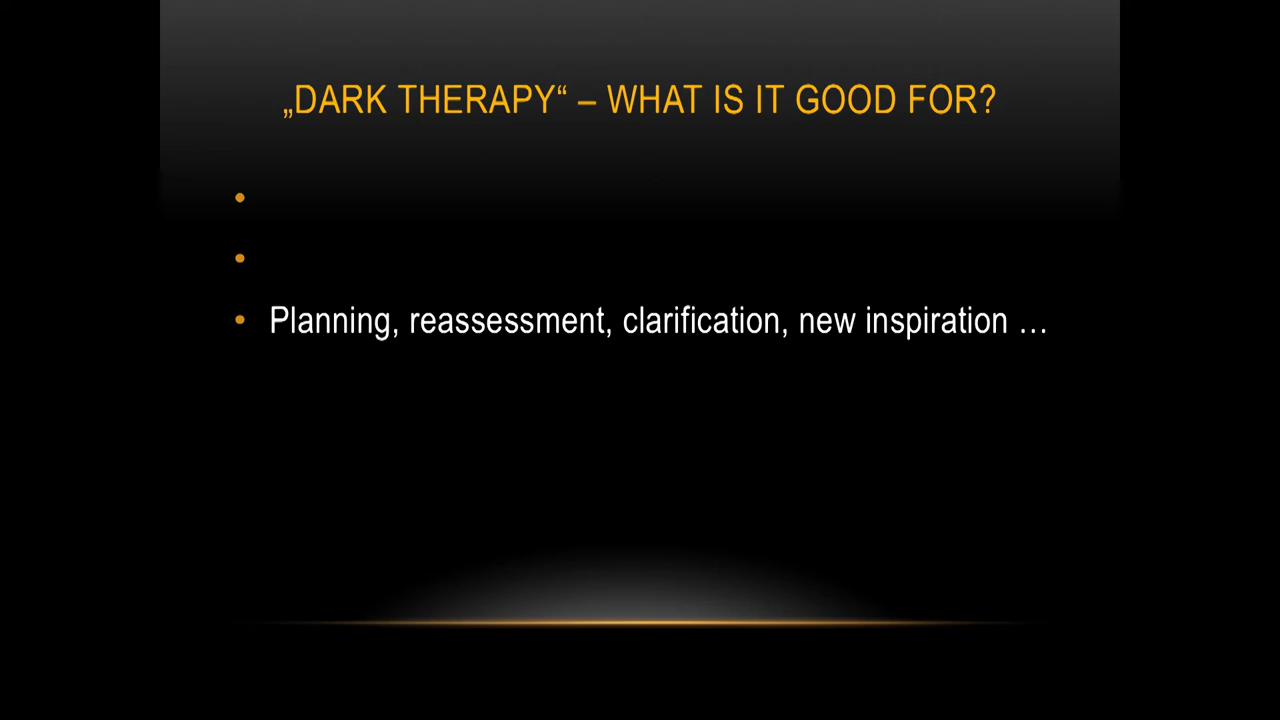 „DARK THERAPY“ – WHAT IS IT GOOD FOR?
•
•
• Planning, reassessment, clarification, new inspiration …